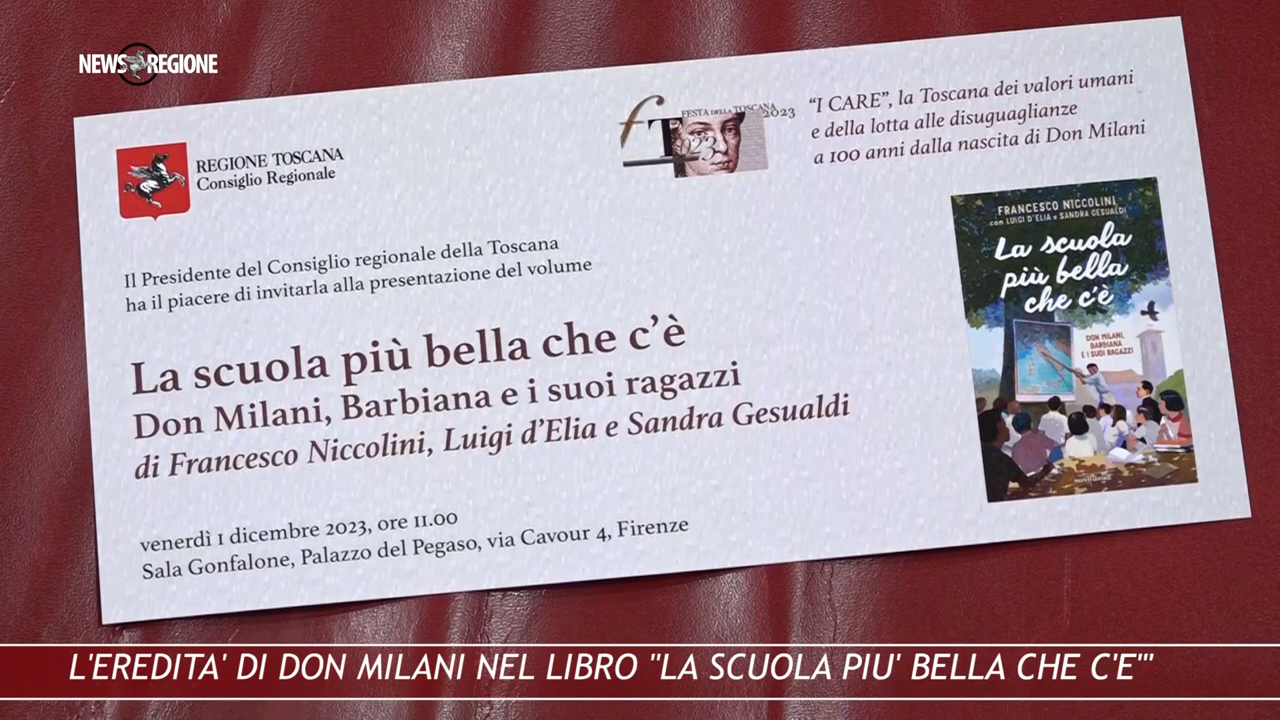 NEWS REGIONE
REGIONE TOSCANA
Consiglio Regionale
FESTA DELLA TOSCANA
2023
"I CARE", la Toscana dei valori umani
e della lotta alle disuguaglianze
a 100 anni dalla nascita di Don Milani
Il Presidente del Consiglio regionale della Toscana
ha il piacere di invitarla alla presentazione del volume
La scuola più bella che c'è
Don Milani, Barbiana e i suoi ragazzi
di Francesco Niccolini, Luigi d'Elia e Sandra Gesualdi
venerdì 1 dicembre 2023, ore 11.00
Sala Gonfalone, Palazzo del Pegaso, via Cavour 4, Firenze
FRANCESCO NICCOLINI
con LUIGI D'ELIA e SANDRA GESUALDI
La scuola
più bella
che c'è
DON MILANI,
BARBIANA
E I SUOI RAGAZZI
MONDADORI
L'EREDITA' DI DON MILANI NEL LIBRO "LA SCUOLA PIU' BELLA CHE C'E'"